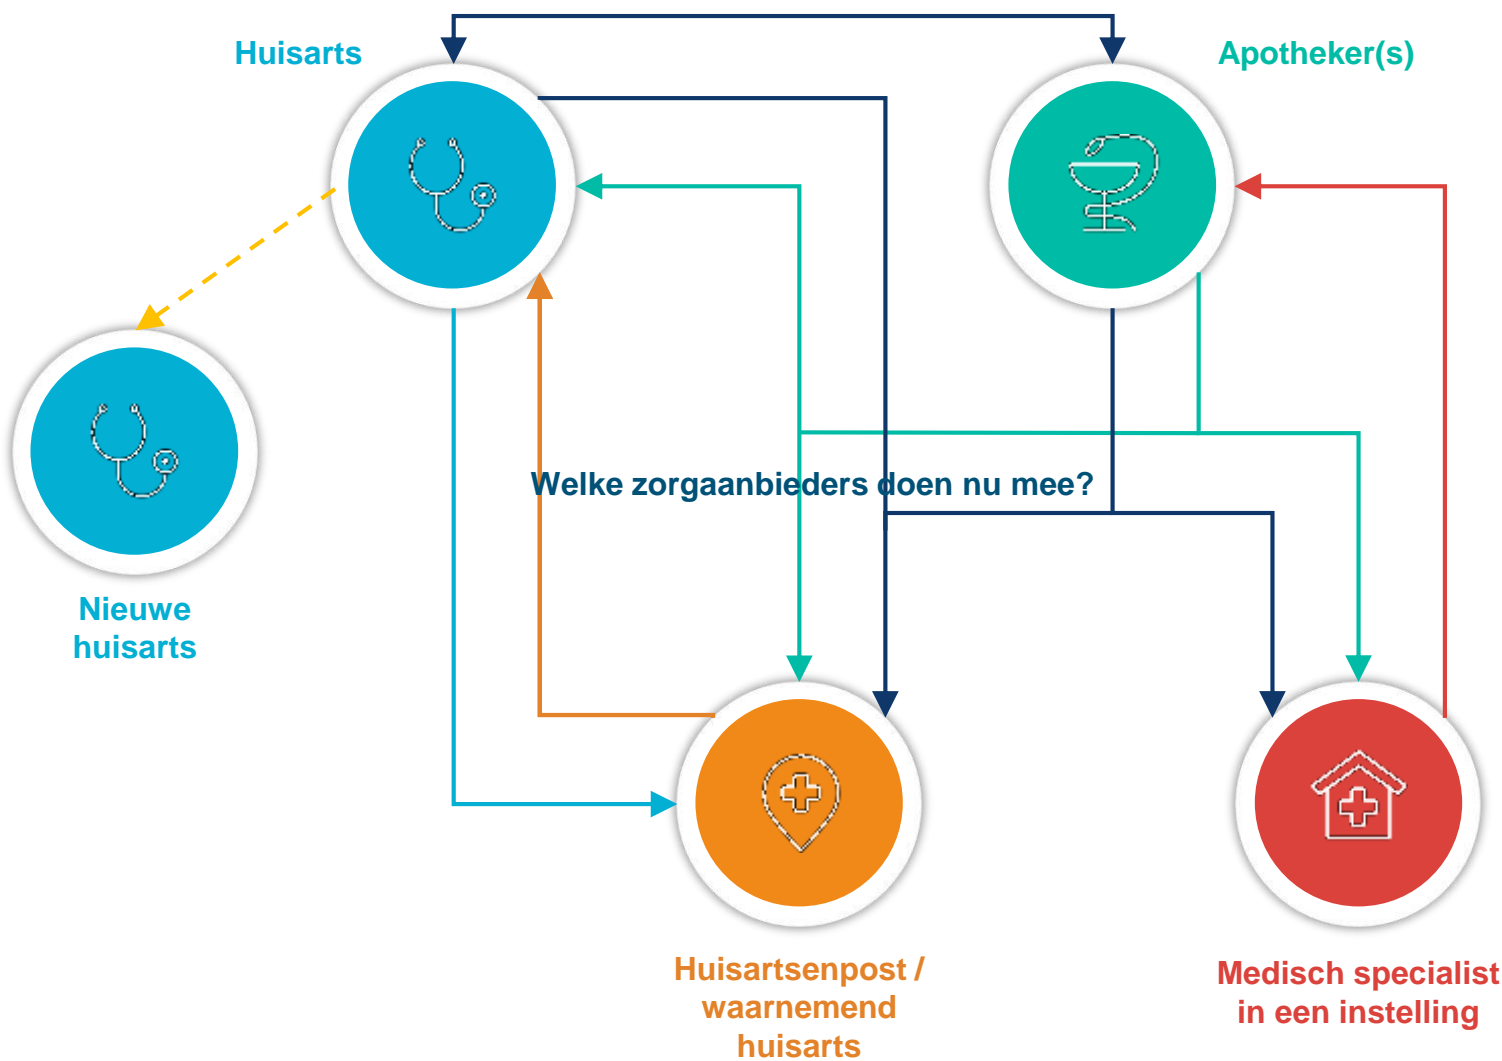 Huisarts
Apotheker(s)
Welke zorgaanbieders doen nu mee?
Nieuwe
huisarts
Huisartsenpost /
waarnemend
huisarts
Medisch specialist
in een instelling